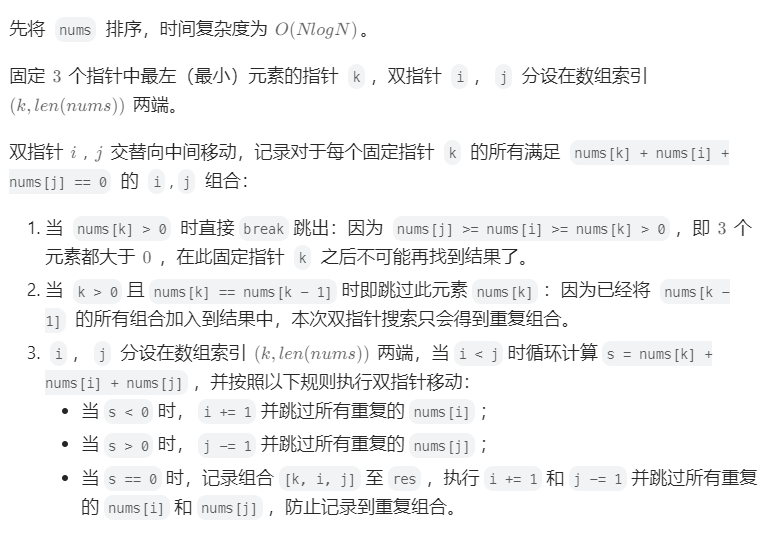 先将 nums 排序，时间复杂度为 O(NlogN)。
固定 3 个指针中最左（最小）元素的指针 k ，双指针 i ， j 分设在数组索引
(k, len(nums)) 两端。
双指针 i , j 交替向中间移动，记录对于每个固定指针 k 的所有满足 nums[k] + nums[i] +
nums[j] == 0 的 i , j 组合：
1. 当 nums[k] > 0 时直接 break 跳出：因为 nums[j] >= nums[i] >= nums[k] > 0 ，即 3 个
元素都大于 0 ，在此固定指针 k 之后不可能再找到结果了。
2. 当 k > 0 且 nums[k] == nums[k - 1] 时即跳过此元素 nums[k] ：因为已经将 nums[k -
1] 的所有组合加入到结果中，本次双指针搜索只会得到重复组合。
3. i ， j 分设在数组索引 (k, len(nums)) 两端，当 i < j 时循环计算 s = nums[k] +
nums[i] + nums[j] ，并按照以下规则执行双指针移动：
• 当 s < 0 时， i += 1 并跳过所有重复的 nums[i] ；
• 当 s > 0 时， j -= 1 并跳过所有重复的 nums[j] ；
• 当 s == 0 时，记录组合 [k, i, j] 至 res ，执行 i += 1 和 j -= 1 并跳过所有重复
的 nums[i] 和 nums[j] ，防止记录到重复组合。